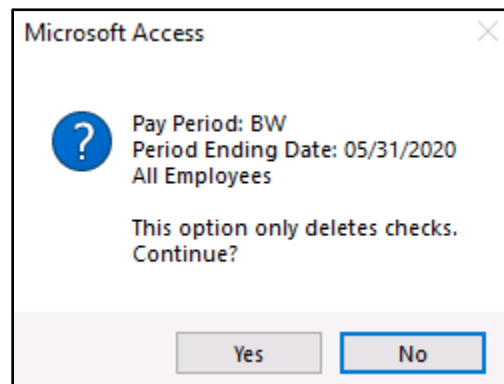 Microsoft Access
Pay Period: BW
Period Ending Date: 05/31/2020
All Employees
This option only deletes checks.
Continue?
Yes
No